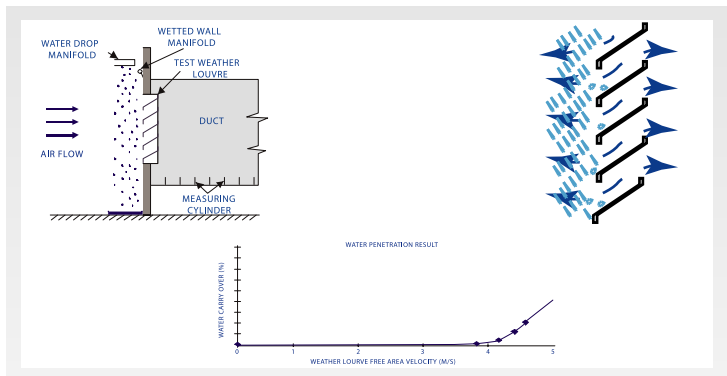 WATER DROP
MANIFOLD
WETTED WALL
MANIFOLD
TEST WEATHER
LOUVRE
DUCT
AIR FLOW
MEASURING
CYLINDER
WATER PENETRATION RESULT
WATER CARRY OVER (%)
0 1 2 3 4 5
WEATHER LOURVE FREE AREA VELOCITY (M/S)